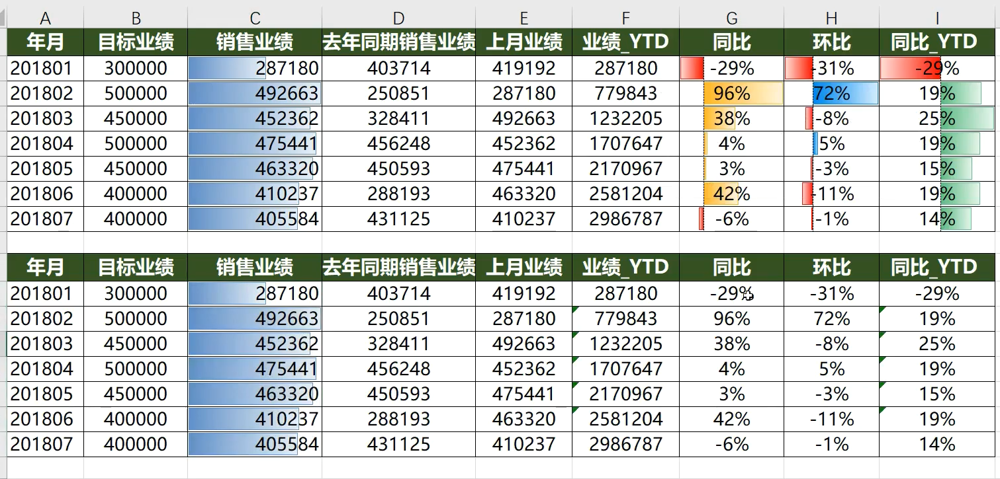 A B C D E F G H I
年月 目标业绩 销售业绩 去年同期销售业绩 上月业绩 业绩_YTD 同比 环比 同比_YTD
201801 300000 287180 403714 419192 287180 -29% -31% -29%
201802 500000 492663 250851 287180 779843 96% 72% 19%
201803 450000 452362 328411 492663 1232205 38% -8% 25%
201804 500000 475441 456248 452362 1707647 4% 5% 19%
201805 450000 463320 450593 475441 2170967 3% -3% 15%
201806 400000 410237 288193 463320 2581204 42% -11% 19%
201807 400000 405584 431125 410237 2986787 -6% -1% 14%
年月 目标业绩 销售业绩 去年同期销售业绩 上月业绩 业绩_YTD 同比 环比 同比_YTD
201801 300000 287180 403714 419192 287180 -29% -31% -29%
201802 500000 492663 250851 287180 779843 96% 72% 19%
201803 450000 452362 328411 492663 1232205 38% -8% 25%
201804 500000 475441 456248 452362 1707647 4% 5% 19%
201805 450000 463320 450593 475441 2170967 3% -3% 15%
201806 400000 410237 288193 463320 2581204 42% -11% 19%
201807 400000 405584 431125 410237 2986787 -6% -1% 14%